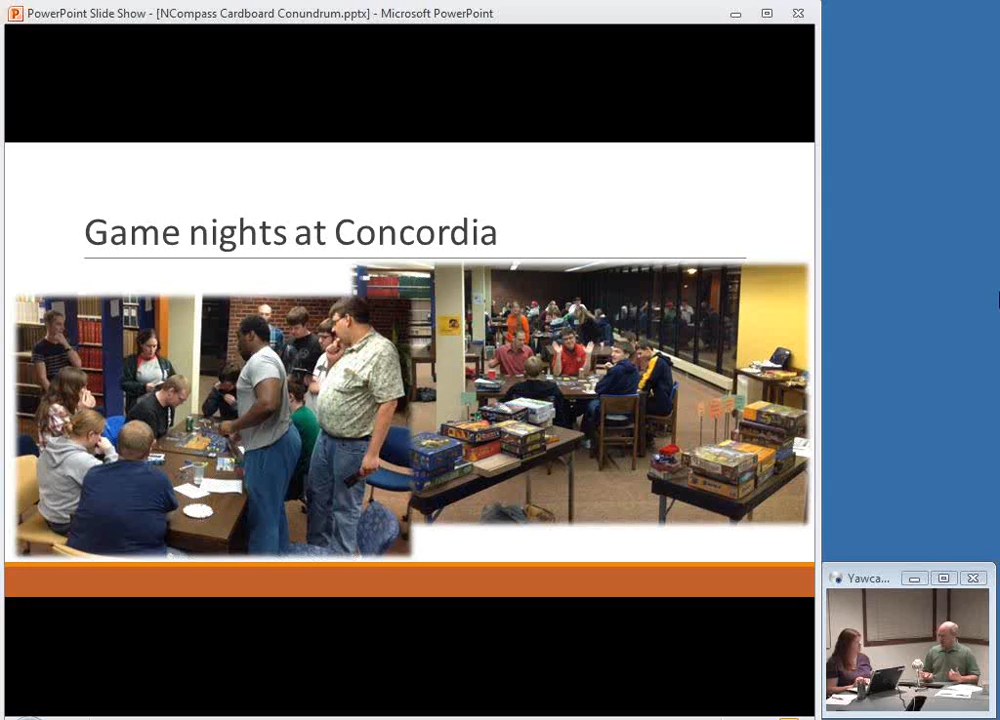 PowerPoint Slide Show - [NCompass Cardboard Conundrum.pptx] - Microsoft PowerPoint
Game nights at Concordia
Yawca...